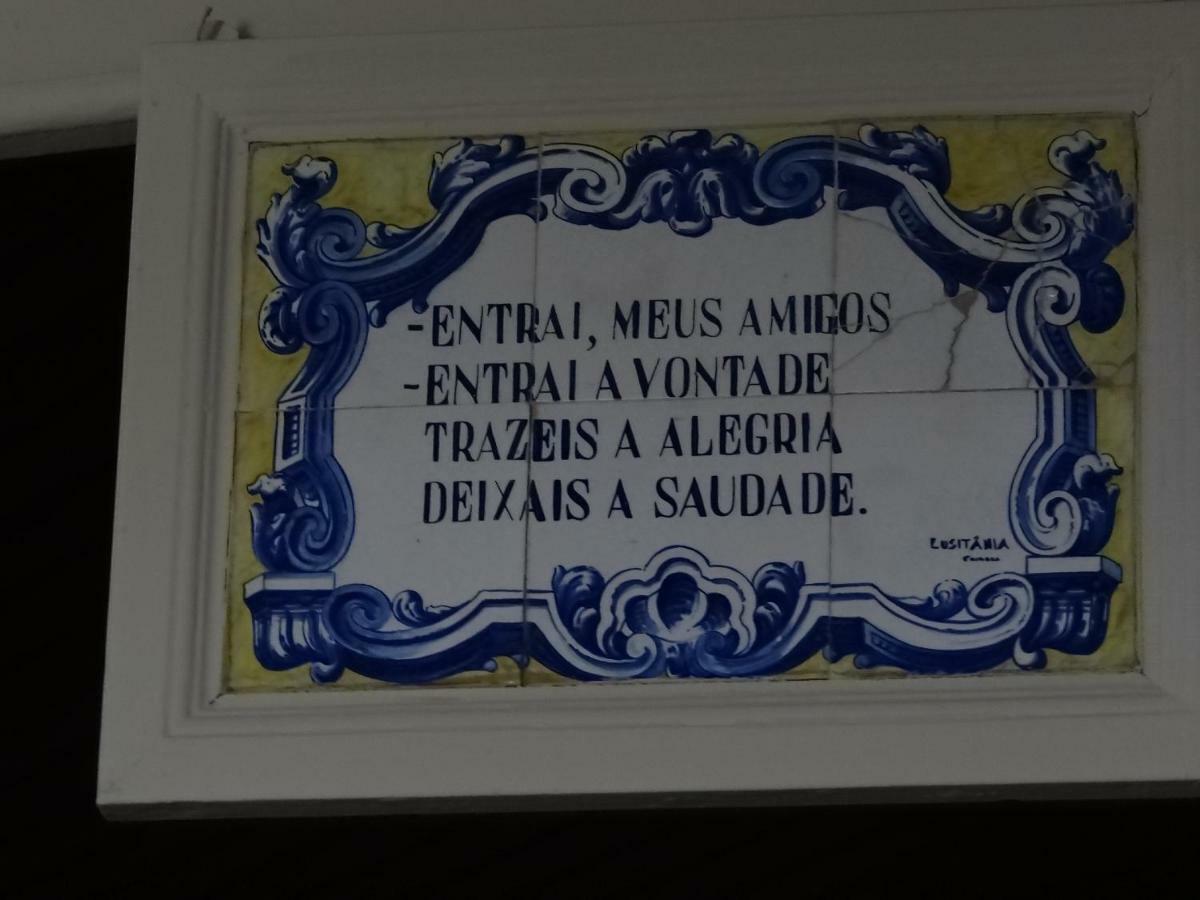 -ENTRAI, MEUS AMIGOS
-ENTRAI A VONTADE
TRAZEIS A ALEGRIA
DEIXAIS A SAUDADE.
LUSITÂNIA